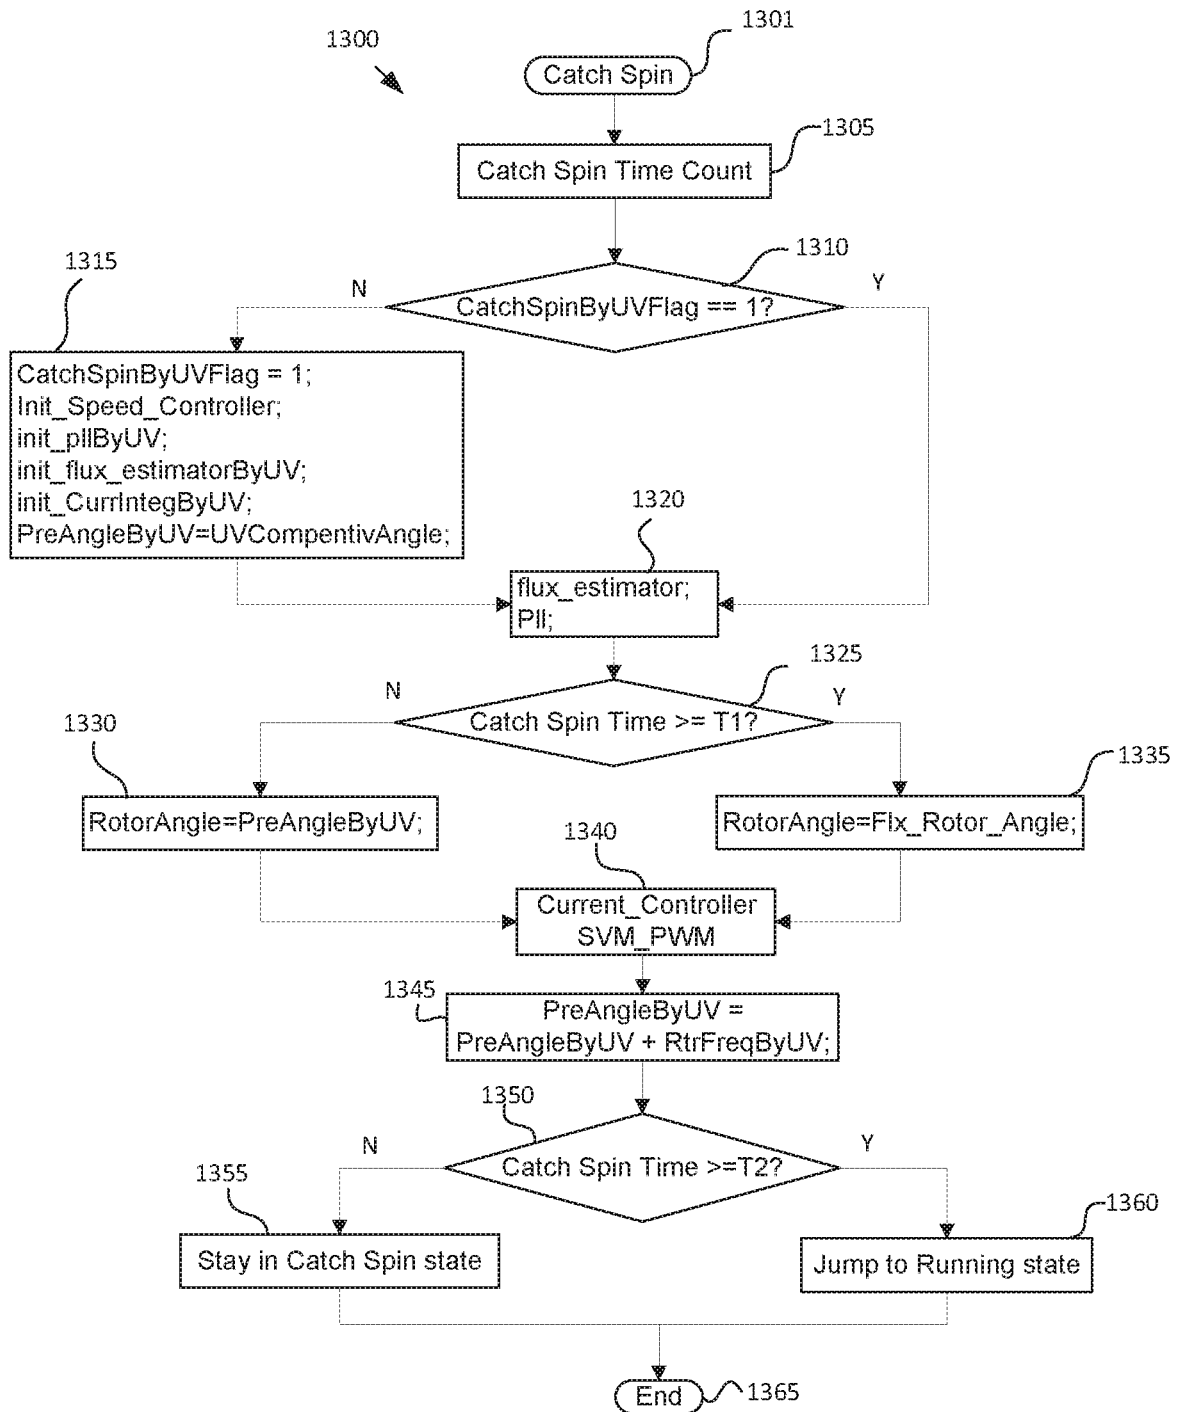 1300
1301
Catch Spin
1305
Catch Spin Time Count
1310
CatchSpinByUVFlag == 1?
N
Y
1315
CatchSpinByUVFlag = 1;
Init_Speed_Controller;
init_pllByUV;
init_flux_estimatorByUV;
init_CurrIntegByUV;
PreAngleByUV=UVCompentivAngle;
1320
flux_estimator;
Pll;
1325
Catch Spin Time >= T1?
N
Y
1330
RotorAngle=PreAngleByUV;
1335
RotorAngle=Flx_Rotor_Angle;
1340
Current_Controller
SVM_PWM
1345
PreAngleByUV =
PreAngleByUV + RtrFreqByUV;
1350
Catch Spin Time >=T2?
N
Y
1355
Stay in Catch Spin state
1360
Jump to Running state
End
1365